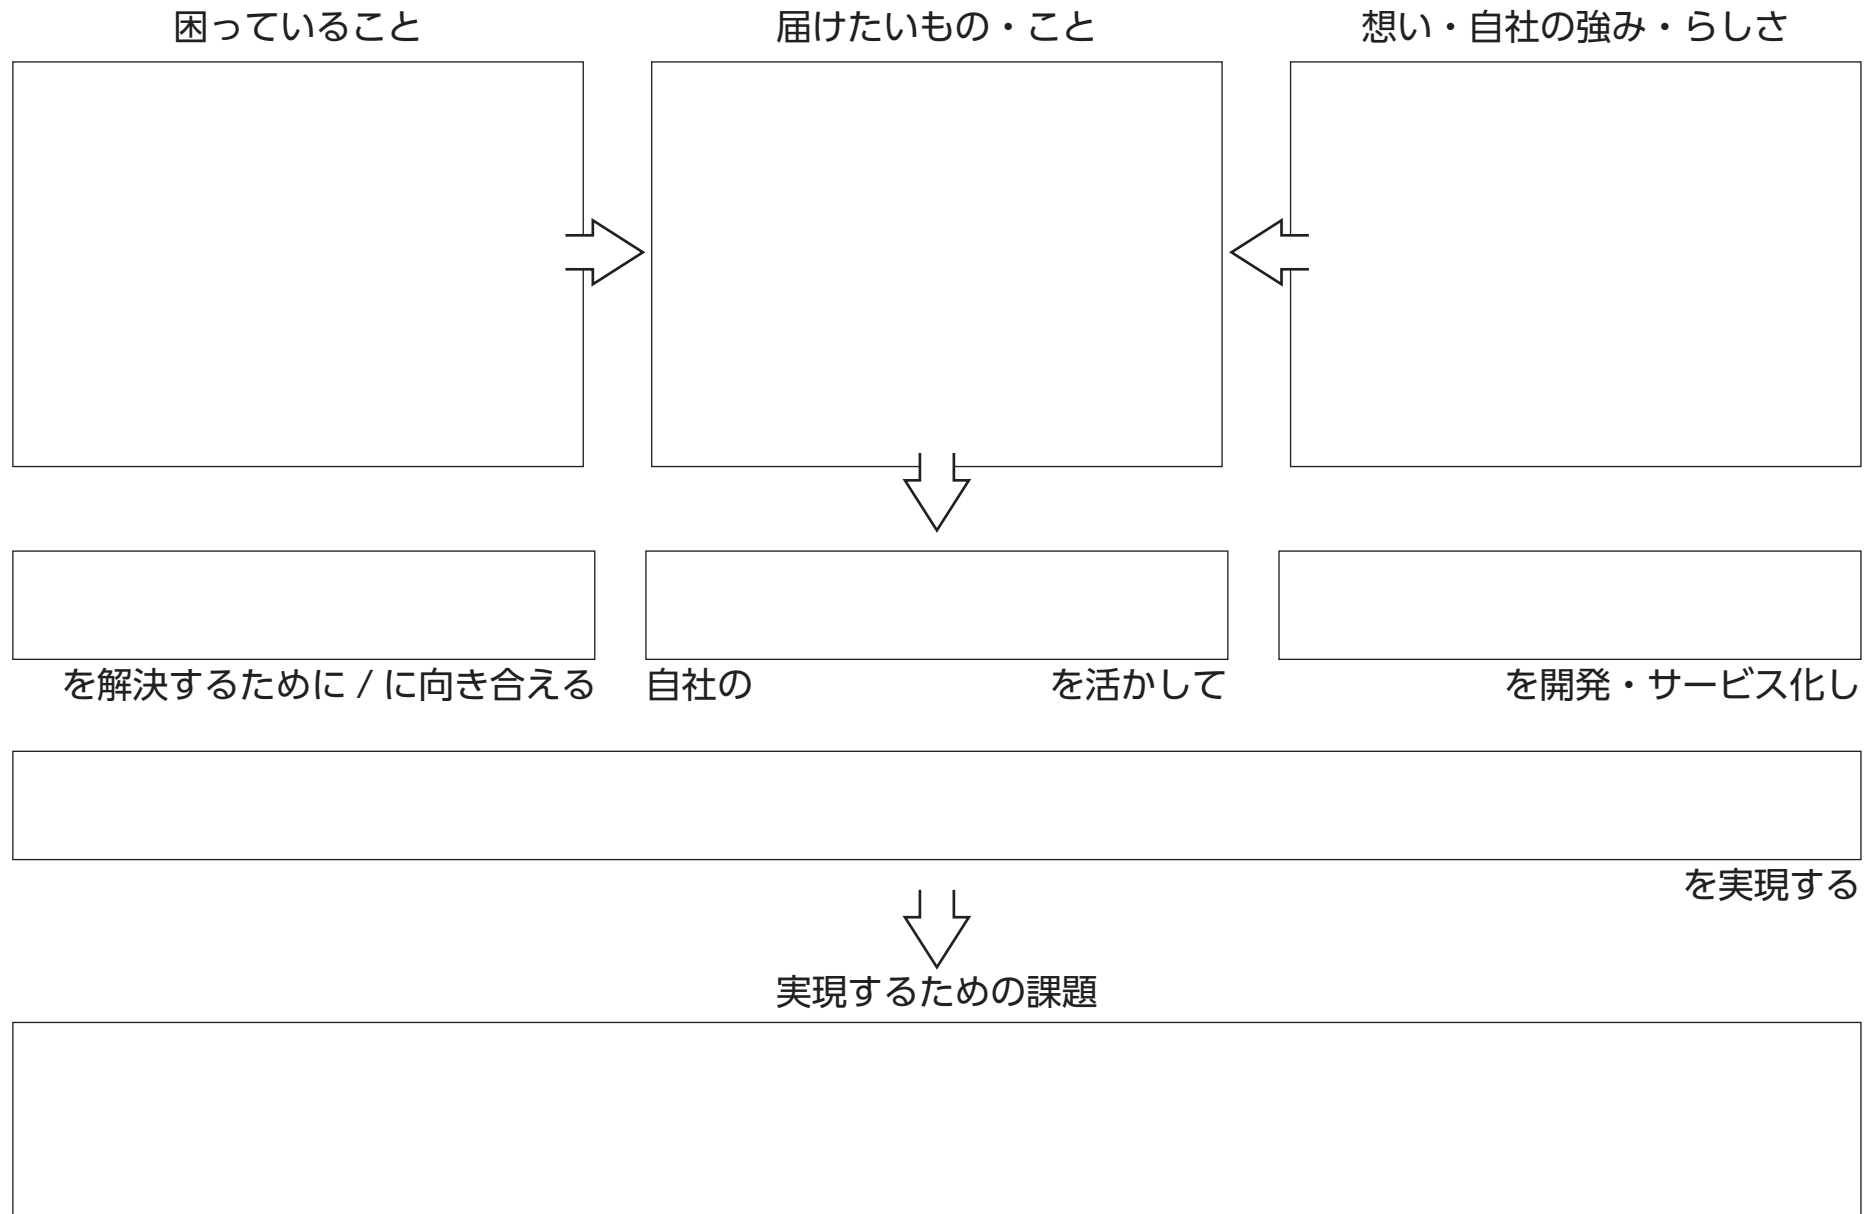 困っていること
届けたいもの・こと
想い・自社の強み・らしさ
を解決するために / に向き合える
自社の
を活かして
を開発・サービス化し
を実現する
実現するための課題